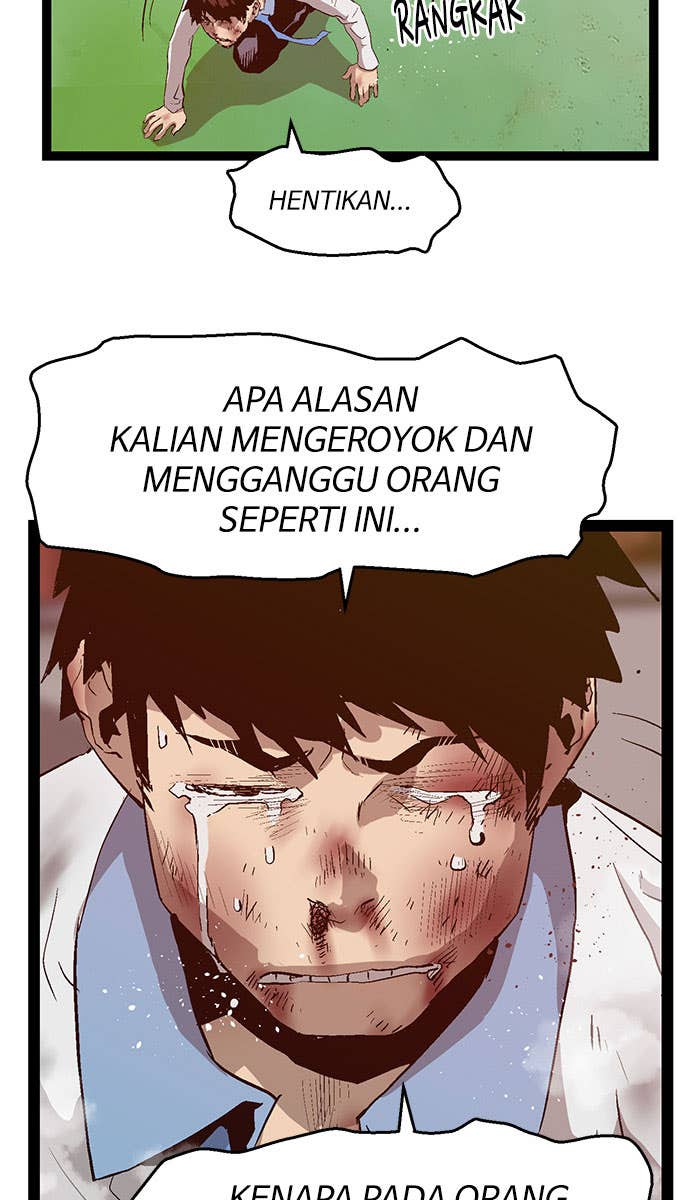 RANGKAK
HENTIKAN...
APA ALASAN
KALIAN MENGEROYOK DAN
MENGGANGGU ORANG
SEPERTI INI...
KENAPA PADA ORANG